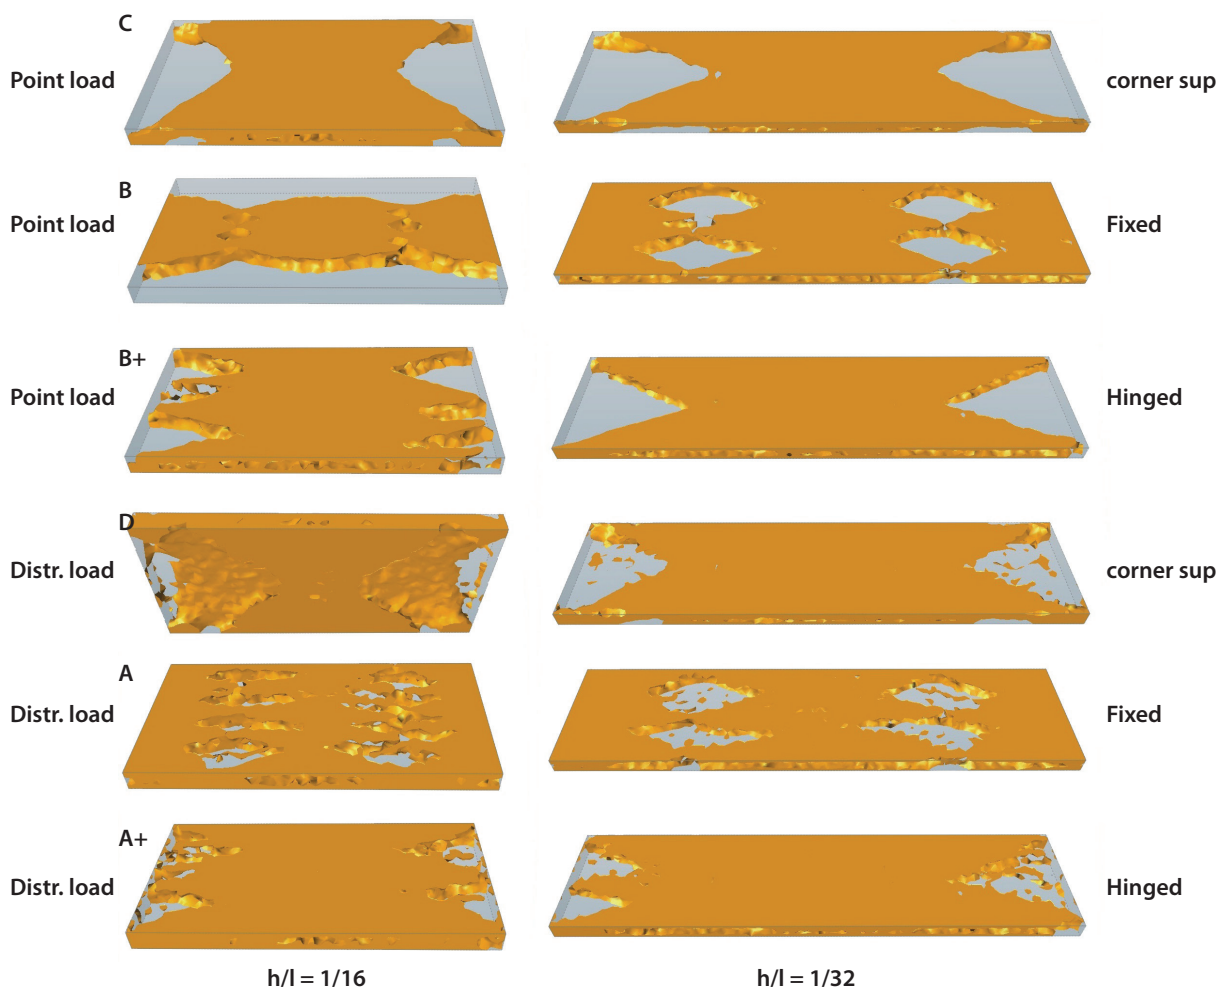 C
Point load
corner sup
B
Point load
Fixed
B+
Point load
Hinged
D
Distr. load
corner sup
A
Distr. load
Fixed
A+
Distr. load
Hinged
h/l = 1/16
h/l = 1/32